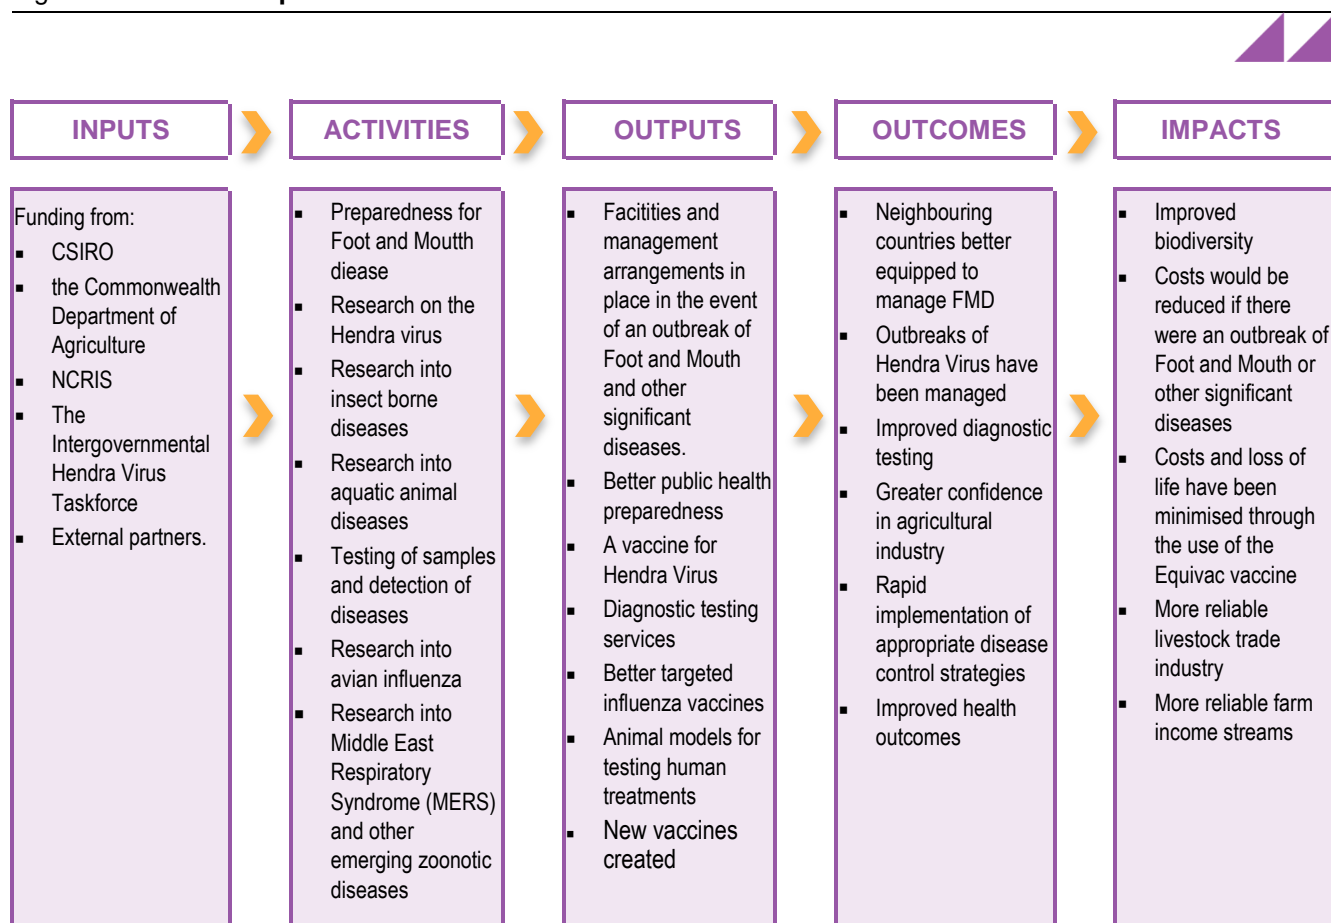 INPUTS
ACTIVITIES
OUTPUTS
OUTCOMES
IMPACTS
Funding from:
▪ CSIRO
▪ the Commonwealth
Department of
Agriculture
▪ NCRIS
▪ The
Intergovernmental
Hendra Virus
Taskforce
▪ External partners.
▪ Preparedness for
Foot and Moutth
diease
▪ Research on the
Hendra virus
▪ Research into
insect borne
diseases
▪ Research into
aquatic animal
diseases
▪ Testing of samples
and detection of
diseases
▪ Research into
avian influenza
▪ Research into
Middle East
Respiratory
Syndrome (MERS)
and other
emerging zoonotic
diseases
▪ Facitities and
management
arrangements in
place in the event
of an outbreak of
Foot and Mouth
and other
significant
diseases.
▪ Better public health
preparedness
▪ A vaccine for
Hendra Virus
▪ Diagnostic testing
services
▪ Better targeted
influenza vaccines
▪ Animal models for
testing human
treatments
▪ New vaccines
created
▪ Neighbouring
countries better
equipped to
manage FMD
▪ Outbreaks of
Hendra Virus have
been managed
▪ Improved diagnostic
testing
▪ Greater confidence
in agricultural
industry
▪ Rapid
implementation of
appropriate disease
control strategies
▪ Improved health
outcomes
▪ Improved
biodiversity
▪ Costs would be
reduced if there
were an outbreak of
Foot and Mouth or
other significant
diseases
▪ Costs and loss of
life have been
minimised through
the use of the
Equivac vaccine
▪ More reliable
livestock trade
industry
▪ More reliable farm
income streams